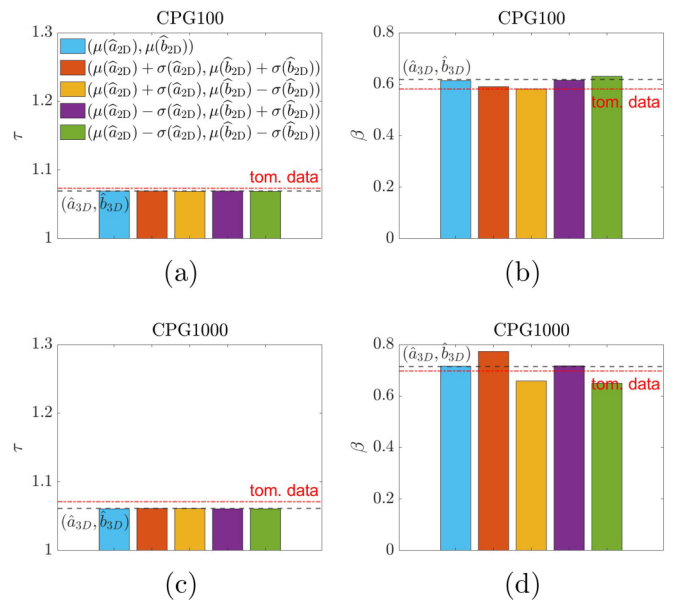 CPG100
1.3
1.2
1.1
1
τ
(μ(â₂D), μ(b̂₂D))
(μ(â₂D) + σ(â₂D), μ(b̂₂D) + σ(b̂₂D))
(μ(â₂D) + σ(â₂D), μ(b̂₂D) − σ(b̂₂D))
(μ(â₂D) − σ(â₂D), μ(b̂₂D) + σ(b̂₂D))
(μ(â₂D) − σ(â₂D), μ(b̂₂D) − σ(b̂₂D))
tom. data
(â₃D, b̂₃D)
(a)
CPG100
0.8
0.6
0.4
0.2
0
β
(â₃D, b̂₃D)
tom. data
(b)
CPG1000
1.3
1.2
1.1
1
τ
tom. data
(â₃D, b̂₃D)
(c)
CPG1000
0.8
0.6
0.4
0.2
0
β
(â₃D, b̂₃D)
tom. data
(d)